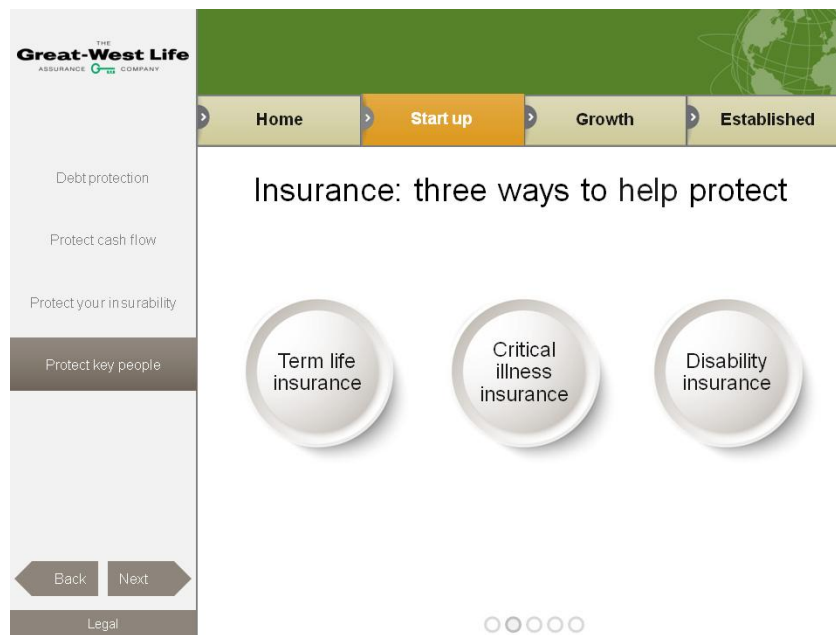 THE
Great-West Life
ASSURANCE COMPANY
Home
Start up
Growth
Established
Debt protection
Protect cash flow
Protect your insurability
Protect key people
Insurance: three ways to help protect
Term life
insurance
Critical
illness
insurance
Disability
insurance
Back
Next
Legal